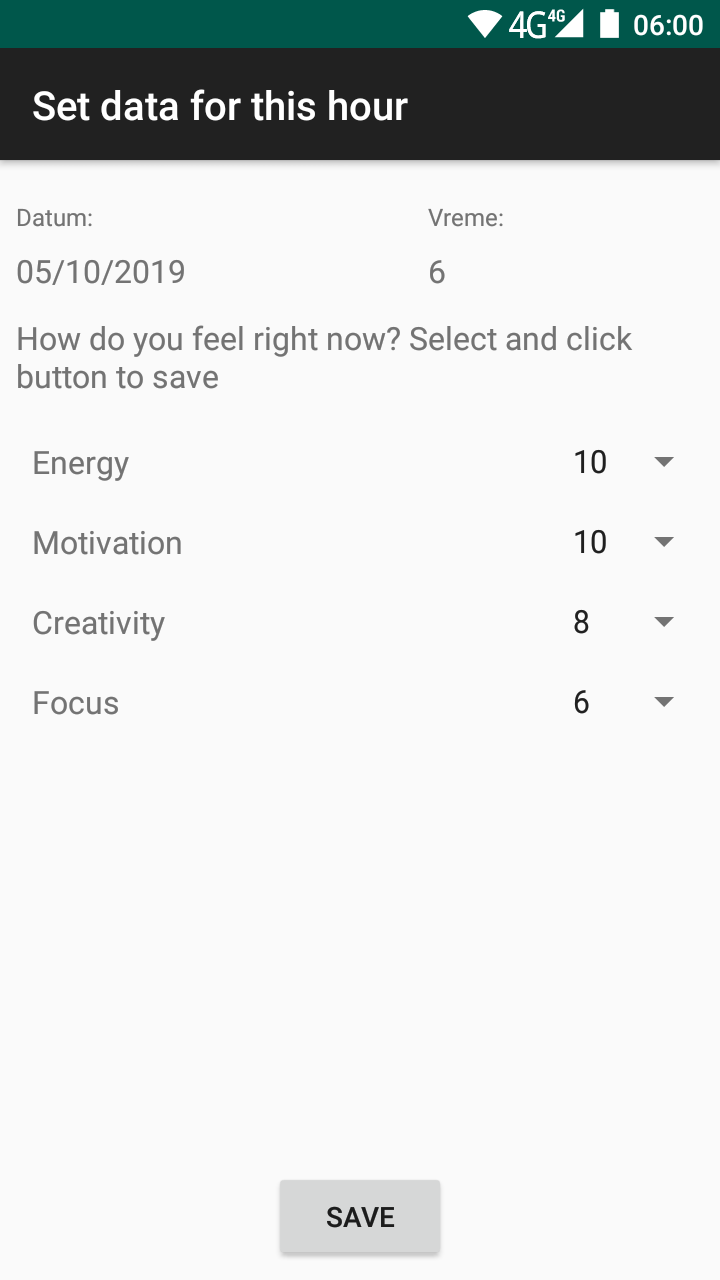 4G 4G 06:00
Set data for this hour
Datum: Vreme:
05/10/2019 6
How do you feel right now? Select and click
button to save
Energy 10
Motivation 10
Creativity 8
Focus 6
SAVE